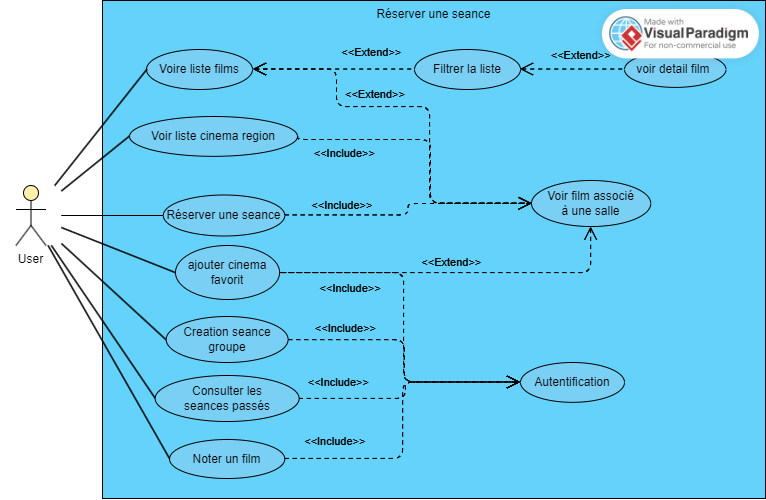 Réserver une seance
Made with
VisualParadigm
For non-commercial use
<<Extend>>
<<Extend>>
Voire liste films
Filtrer la liste
voir detail film
<<Extend>>
Voir liste cinema region
<<Include>>
Voir film associé
à une salle
<<Include>>
Réserver une seance
User
ajouter cinema
favorit
<<Extend>>
<<Include>>
Creation seance
groupe
<<Include>>
Autentification
<<Include>>
Consulter les
seances passés
<<Include>>
Noter un film